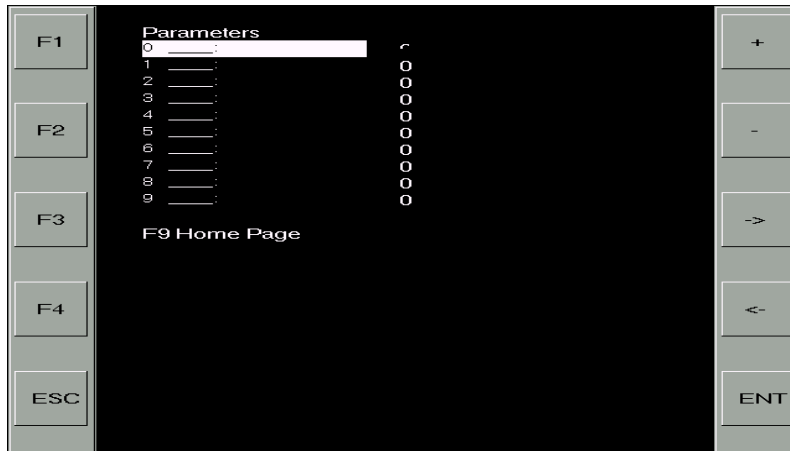 F1
F2
F3
F4
ESC
Parameters
0 _____:
1 _____: 0
2 _____: 0
3 _____: 0
4 _____: 0
5 _____: 0
6 _____: 0
7 _____: 0
8 _____: 0
9 _____: 0
F9 Home Page
+
-
->
<-
ENT